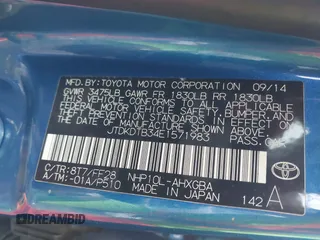 MFD. BY: TOYOTA MOTOR CORPORATION 09/14
GVWR 3475LB GAWR FR 1830LB RR 1830LB
THIS VEHICLE CONFORMS TO ALL APPLICABLE
FEDERAL MOTOR VEHICLE SAFETY, BUMPER, AND
THEFT PREVENTION STANDARDS IN EFFECT ON
THE DATE OF MANUFACTURE SHOWN ABOVE.
JTDKDTB34E1571983 PASS. CAR
C/TR: 8T7/FF28 NHP10L-AHXGBA
A/TM: -01A/P510 MADE IN JAPAN 142 A
TOYOTA
DREAMBID